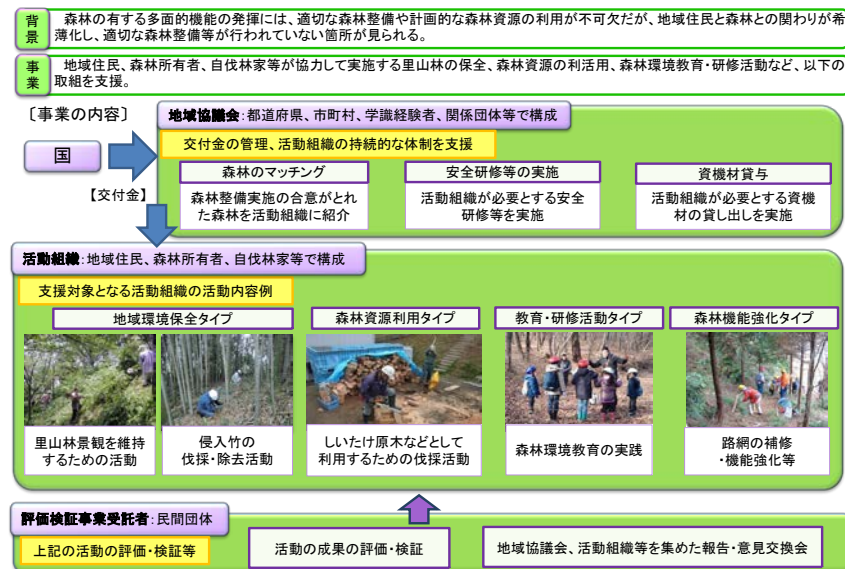 背景
森林の有する多面的機能の発揮には、適切な森林整備や計画的な森林資源の利用が不可欠だが、地域住民と森林との関わりが希
薄化し、適切な森林整備等が行われていない箇所が見られる。
事業
地域住民、森林所有者、自伐林家等が協力して実施する里山林の保全、森林資源の利活用、森林環境教育・研修活動など、以下の
取組を支援。
〔事業の内容〕
地域協議会：都道府県、市町村、学識経験者、関係団体等で構成
国
交付金の管理、活動組織の持続的な体制を支援
【交付金】
森林のマッチング
森林整備実施の合意がとれ
た森林を活動組織に紹介
安全研修等の実施
活動組織が必要とする安全
研修等を実施
資機材貸与
活動組織が必要とする資機
材の貸し出しを実施
活動組織：地域住民、森林所有者、自伐林家等で構成
支援対象となる活動組織の活動内容例
地域環境保全タイプ
森林資源利用タイプ
教育・研修活動タイプ
森林機能強化タイプ
里山林景観を維持
するための活動
侵入竹の
伐採・除去活動
しいたけ原木などとして
利用するための伐採活動
森林環境教育の実践
路網の補修
・機能強化等
評価検証事業受託者：民間団体
上記の活動の評価・検証等
活動の成果の評価・検証
地域協議会、活動組織等を集めた報告・意見交換会